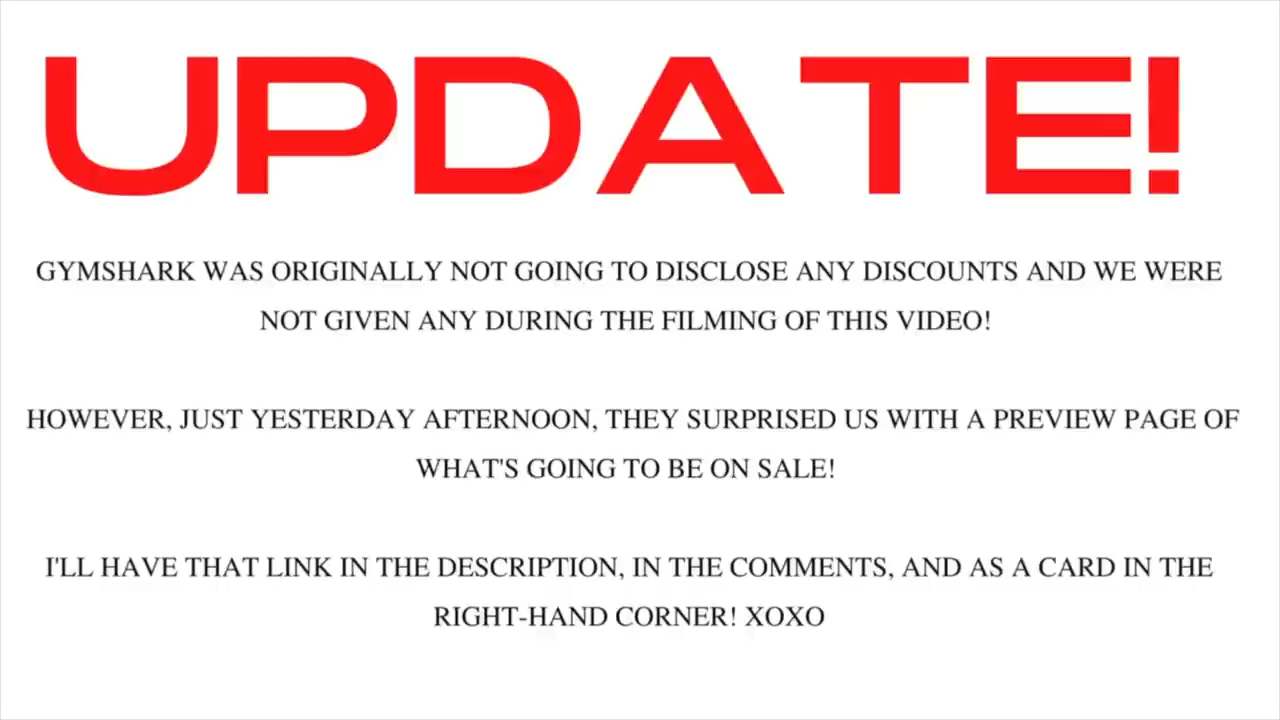 UPDATE!
GYMSHARK WAS ORIGINALLY NOT GOING TO DISCLOSE ANY DISCOUNTS AND WE WERE
NOT GIVEN ANY DURING THE FILMING OF THIS VIDEO!
HOWEVER, JUST YESTERDAY AFTERNOON, THEY SURPRISED US WITH A PREVIEW PAGE OF
WHAT'S GOING TO BE ON SALE!
I'LL HAVE THAT LINK IN THE DESCRIPTION, IN THE COMMENTS, AND AS A CARD IN THE
RIGHT-HAND CORNER! XOXO